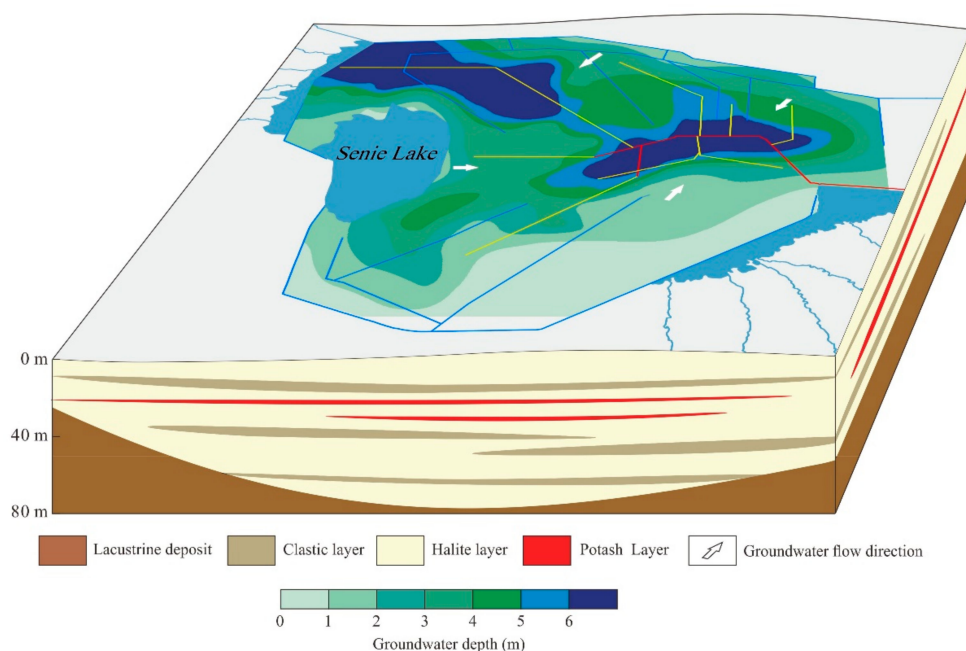 Senie Lake
0 m
40 m
80 m
Lacustrine deposit
Clastic layer
Halite layer
Potash Layer
Groundwater flow direction
0 1 2 3 4 5 6
Groundwater depth (m)